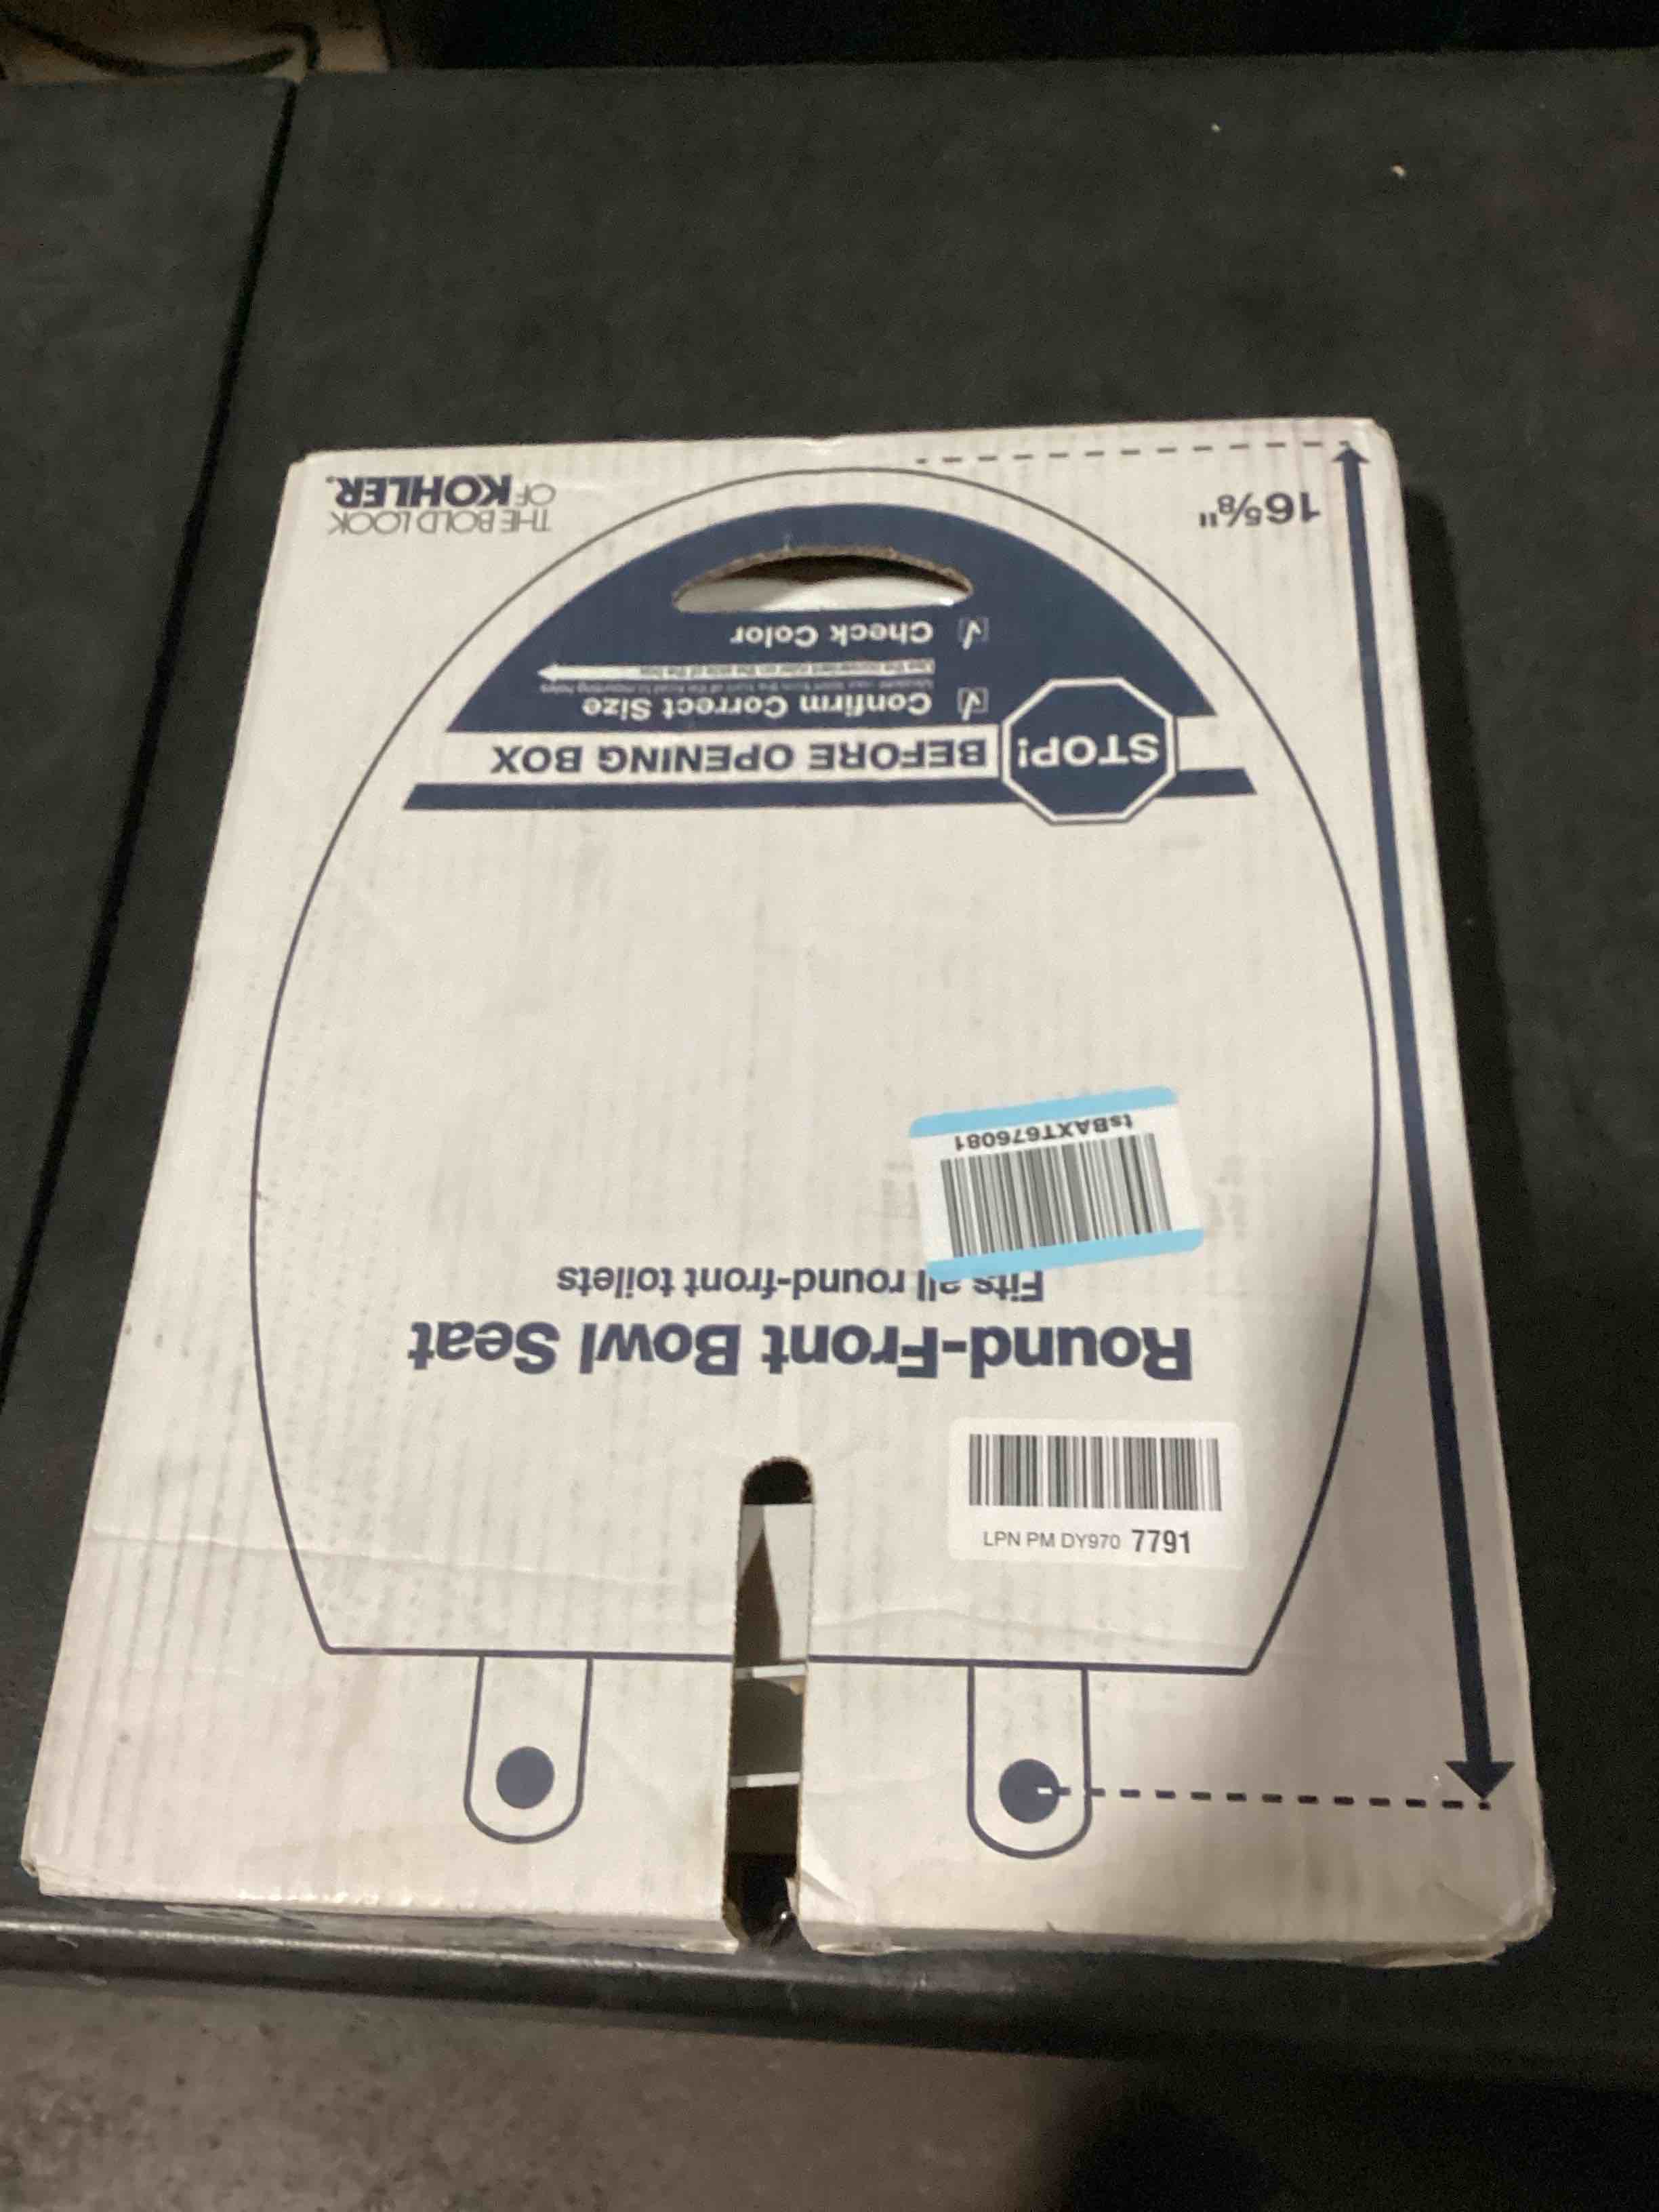 Round-Front Bowl Seat
Fits all round-front toilets
tsBAXT676081
STOP! BEFORE OPENING BOX
Confirm Correct Size
Check Color
16⅝"
THE BOLD LOOK
OF KOHLER®
LPN PM DY970 7791